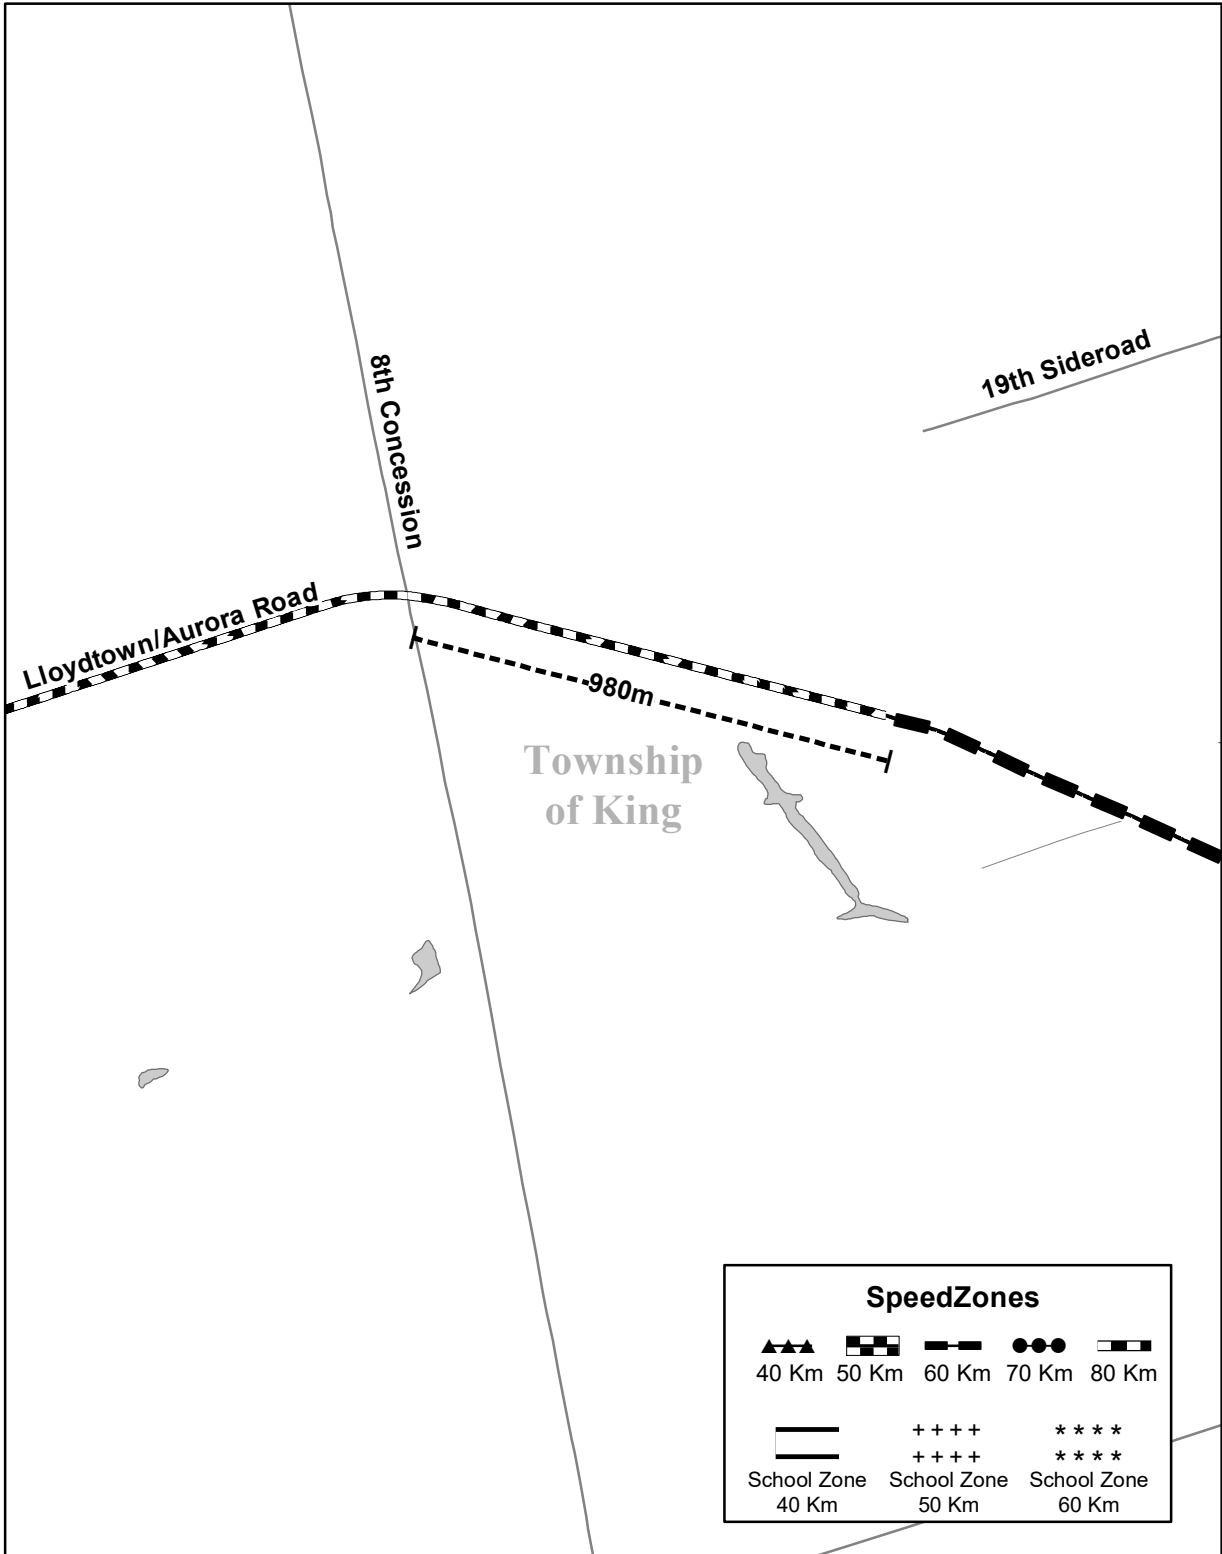 19th Sideroad
8th Concession
Lloydtown/Aurora Road
980m
Township
of King
SpeedZones
40 Km 50 Km 60 Km 70 Km 80 Km
School Zone School Zone School Zone
40 Km 50 Km 60 Km